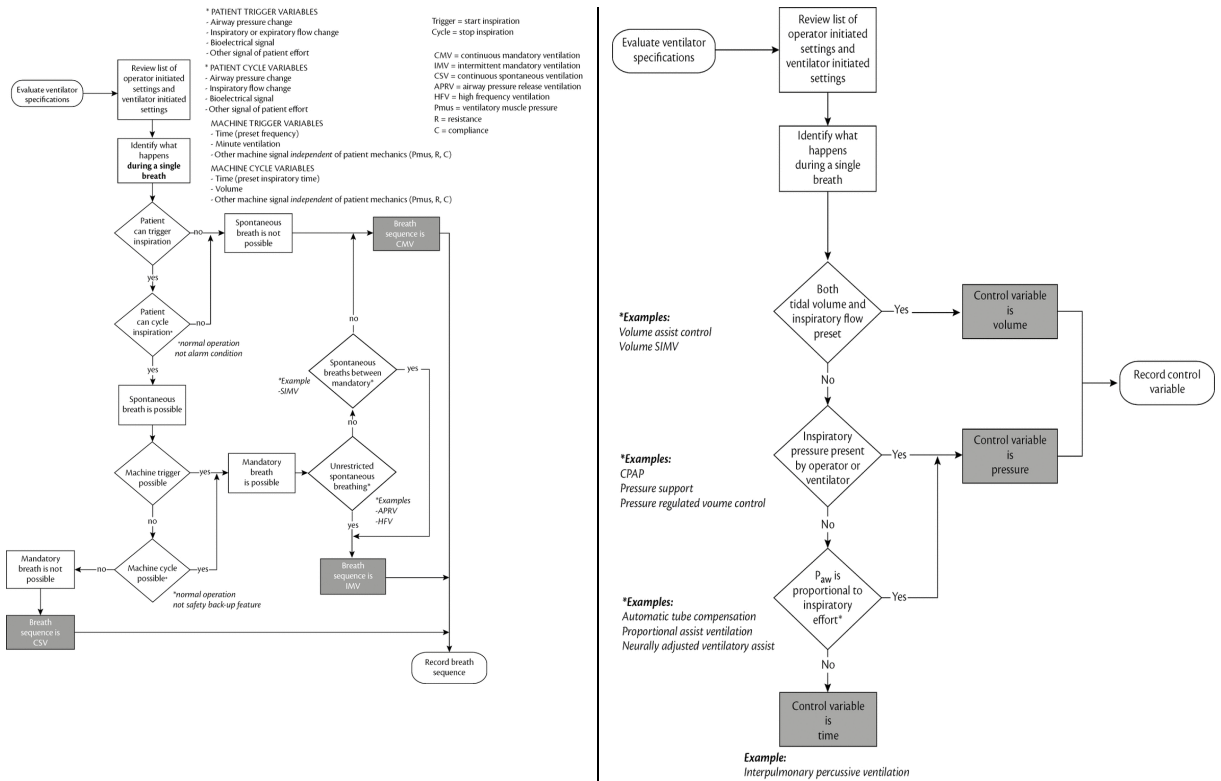 * PATIENT TRIGGER VARIABLES
- Airway pressure change
- Inspiratory or expiratory flow change
- Bioelectrical signal
- Other signal of patient effort
* PATIENT CYCLE VARIABLES
- Airway pressure change
- Inspiratory flow change
- Bioelectrical signal
- Other signal of patient effort
MACHINE TRIGGER VARIABLES
- Time (preset frequency)
- Minute ventilation
- Other machine signal independent of patient mechanics (Pmus, R, C)
MACHINE CYCLE VARIABLES
- Time (preset inspiratory time)
- Volume
- Other machine signal independent of patient mechanics (Pmus, R, C)
Trigger = start inspiration
Cycle = stop inspiration
CMV = continuous mandatory ventilation
IMV = intermittent mandatory ventilation
CSV = continuous spontaneous ventilation
APRV = airway pressure release ventilation
HFV = high frequency ventilation
Pmus = ventilatory muscle pressure
R = resistance
C = compliance
Evaluate ventilator
specifications
Review list of
operator initiated
settings and
ventilator initiated
settings
Identify what
happens
during a single
breath
Patient
can trigger
inspiration
no
Spontaneous
breath is not
possible
Breath
sequence is
CMV
yes
Patient
can cycle
inspiration*
no
*normal operation
not alarm condition
yes
Spontaneous
breath is possible
no
Spontaneous
breaths between
mandatory*
yes
*Example
-SIMV
no
Machine trigger
possible
yes
Mandatory
breath
is possible
Unrestricted
spontaneous
breathing*
*Examples
-APRV
-HFV
yes
no
Machine cycle
possible*
yes
no
*normal operation
not safety back-up feature
Mandatory
breath is not
possible
Breath
sequence is
IMV
Breath
sequence is
CSV
Record breath
sequence
Evaluate ventilator
specifications
Review list of
operator initiated
settings and
ventilator initiated
settings
Identify what
happens
during a single
breath
Both
tidal volume and
inspiratory flow
preset
Yes
Control variable
is
volume
*Examples:
Volume assist control
Volume SIMV
No
Record control
variable
Inspiratory
pressure present
by operator or
ventilator
Yes
Control variable
is
pressure
*Examples:
CPAP
Pressure support
Pressure regulated voume control
No
Paw is
proportional to
inspiratory
effort*
Yes
*Examples:
Automatic tube compensation
Proportional assist ventilation
Neurally adjusted ventilatory assist
No
Control variable
is
time
Example:
Interpulmonary percussive ventilation